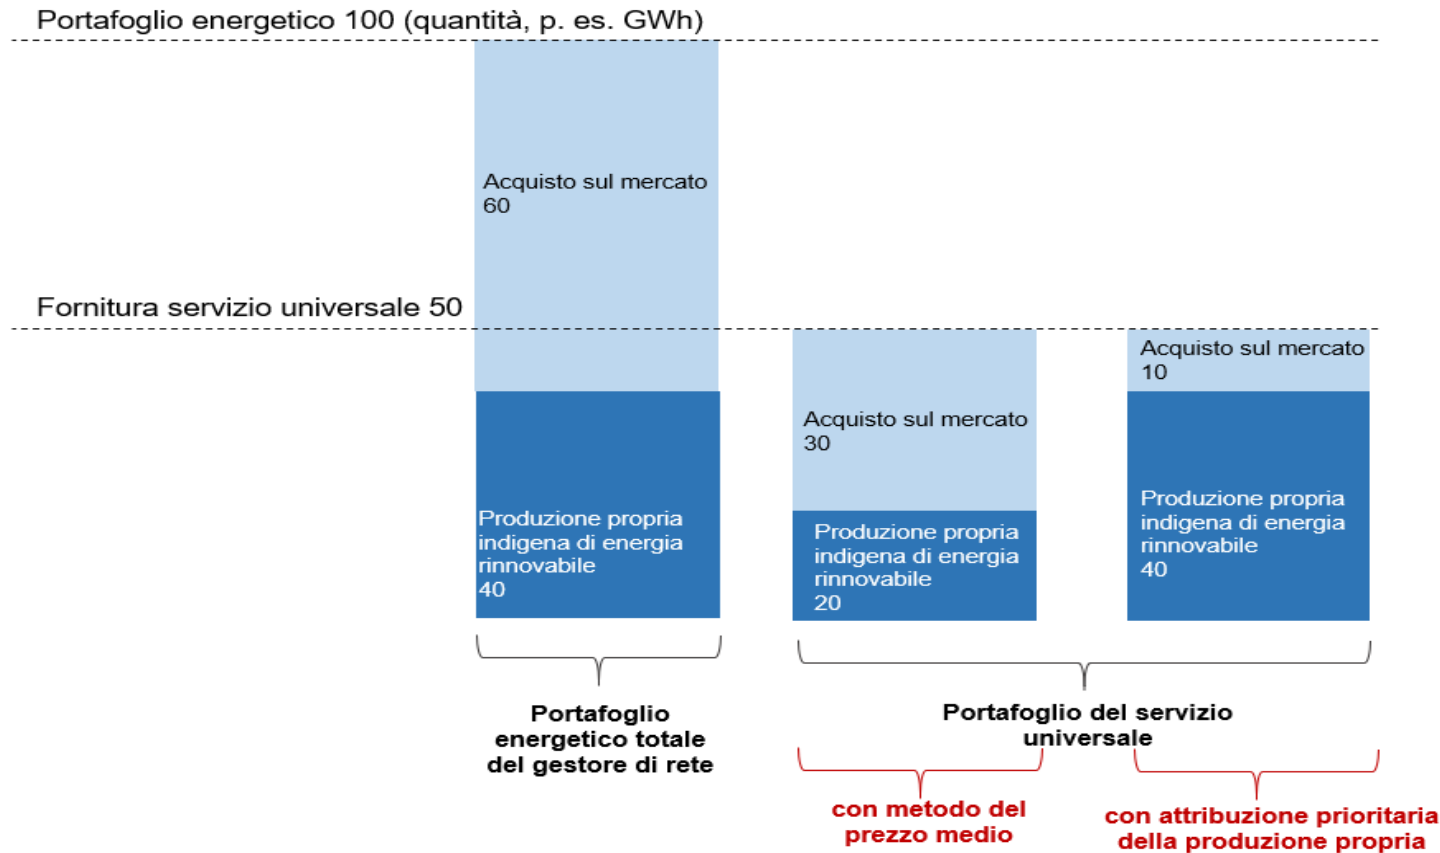 Portafoglio energetico 100 (quantità, p. es. GWh)
Acquisto sul mercato
60
Fornitura servizio universale 50
Produzione propria
indigena di energia
rinnovabile
40
Acquisto sul mercato
30
Produzione propria
indigena di energia
rinnovabile
20
Acquisto sul mercato
10
Produzione propria
indigena di energia
rinnovabile
40
Portafoglio
energetico totale
del gestore di rete
Portafoglio del servizio
universale
con metodo del
prezzo medio
con attribuzione prioritaria
della produzione propria